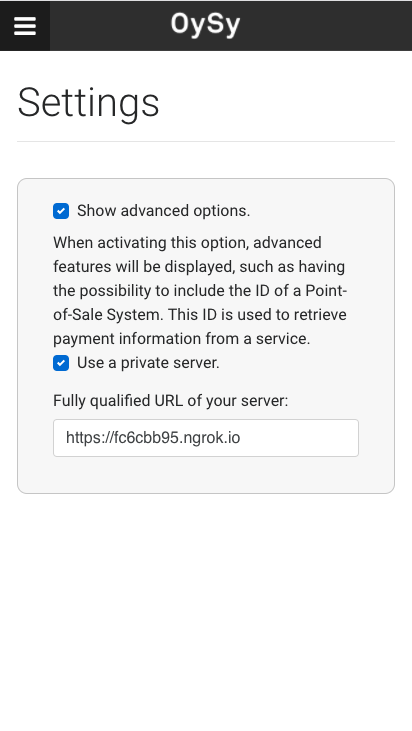 OySy
Settings
Show advanced options.
When activating this option, advanced
features will be displayed, such as having
the possibility to include the ID of a Point-
of-Sale System. This ID is used to retrieve
payment information from a service.
Use a private server.
Fully qualified URL of your server:
https://fc6cbb95.ngrok.io